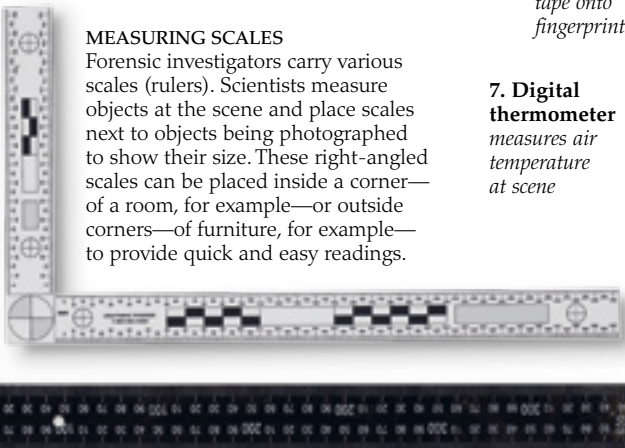 MEASURING SCALES
Forensic investigators carry various
scales (rulers). Scientists measure
objects at the scene and place scales
next to objects being photographed
to show their size. These right-angled
scales can be placed inside a corner—
of a room, for example—or outside
corners—of furniture, for example—
to provide quick and easy readings.
tape onto
fingerprint
7. Digital
thermometer
measures air
temperature
at scene